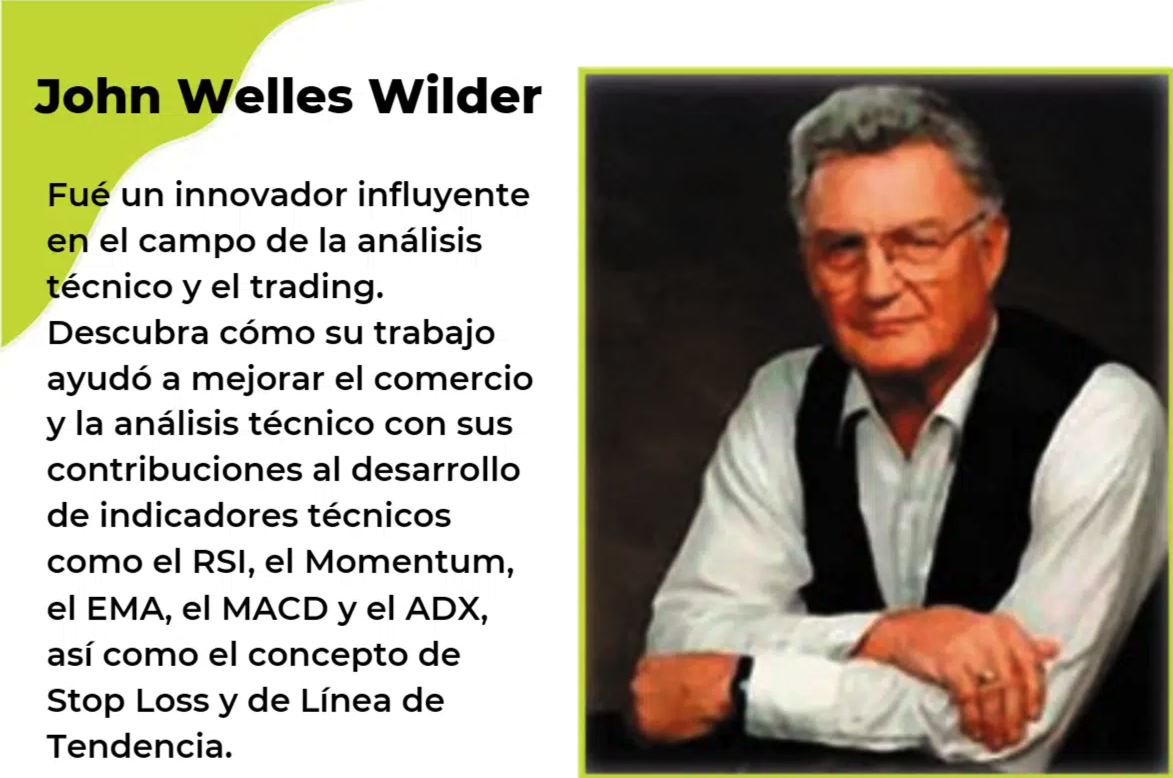 John Welles Wilder
Fué un innovador influyente
en el campo de la análisis
técnico y el trading.
Descubra cómo su trabajo
ayudó a mejorar el comercio
y la análisis técnico con sus
contribuciones al desarrollo
de indicadores técnicos
como el RSI, el Momentum,
el EMA, el MACD y el ADX,
así como el concepto de
Stop Loss y de Línea de
Tendencia.